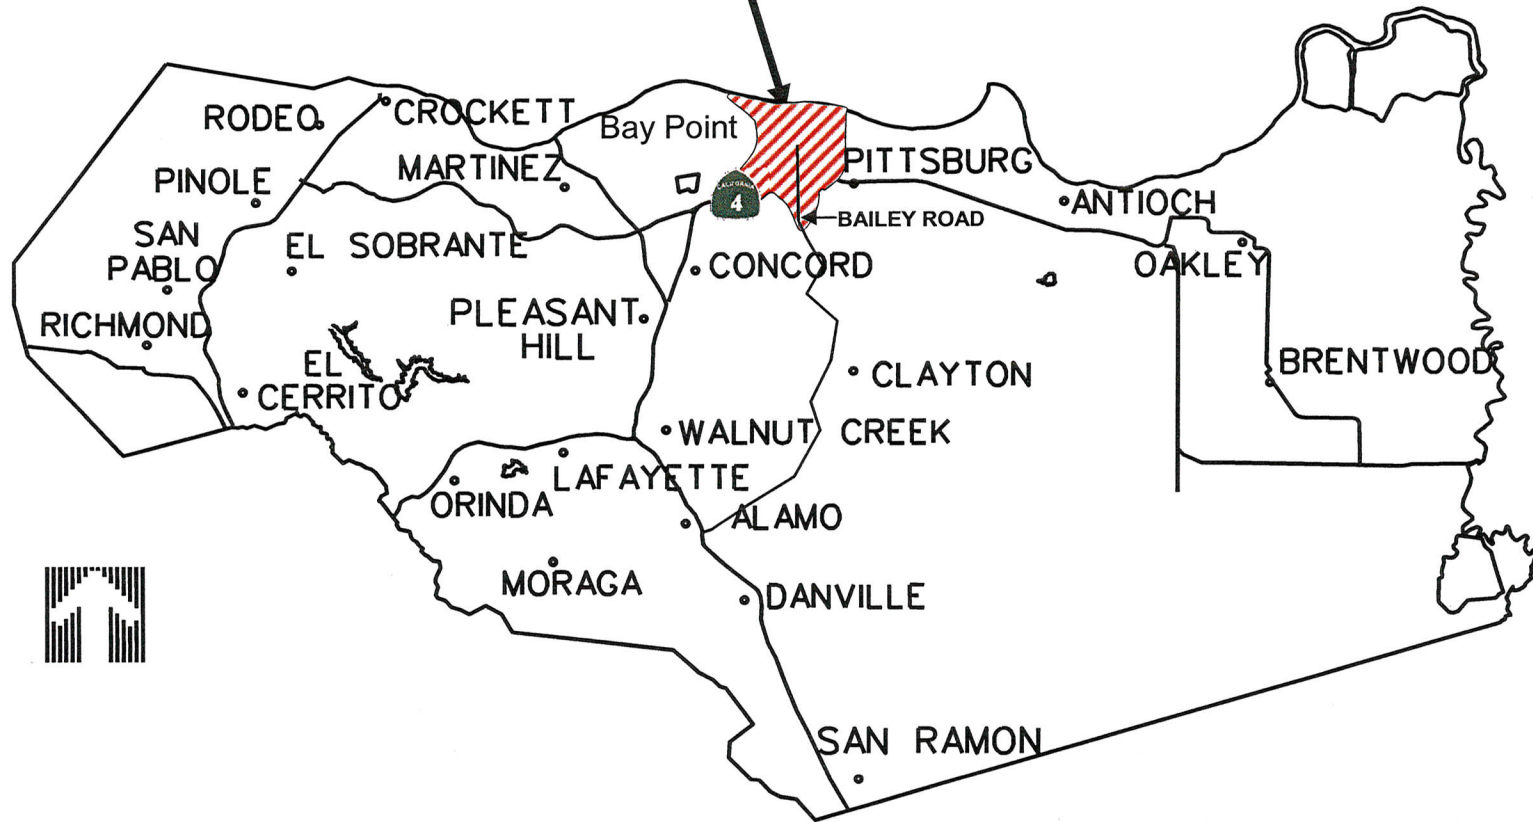 RODEO
CROCKETT
Bay Point
PINOLE
MARTINEZ
PITTSBURG
CALIFORNIA
4
BAILEY ROAD
ANTIOCH
SAN
PABLO
EL SOBRANTE
CONCORD
OAKLEY
RICHMOND
PLEASANT
HILL
EL
CERRITO
CLAYTON
BRENTWOOD
WALNUT CREEK
LAFAYETTE
ORINDA
ALAMO
MORAGA
DANVILLE
SAN RAMON